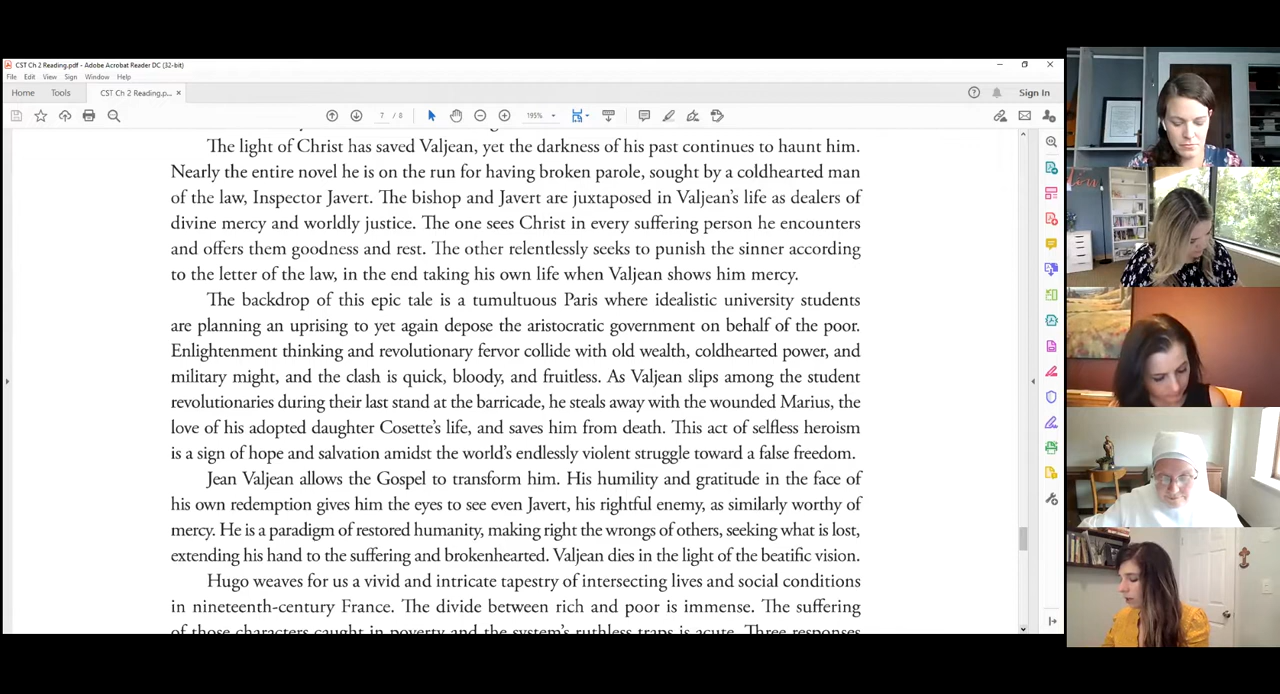 CST Ch 2 Reading.pdf - Adobe Acrobat Reader DC (32-bit)
File Edit View Sign Window Help
Home Tools CST Ch 2 Reading.p... × Sign In
7 / 8 195%
The light of Christ has saved Valjean, yet the darkness of his past continues to haunt him.
Nearly the entire novel he is on the run for having broken parole, sought by a coldhearted man
of the law, Inspector Javert. The bishop and Javert are juxtaposed in Valjean’s life as dealers of
divine mercy and worldly justice. The one sees Christ in every suffering person he encounters
and offers them goodness and rest. The other relentlessly seeks to punish the sinner according
to the letter of the law, in the end taking his own life when Valjean shows him mercy.
The backdrop of this epic tale is a tumultuous Paris where idealistic university students
are planning an uprising to yet again depose the aristocratic government on behalf of the poor.
Enlightenment thinking and revolutionary fervor collide with old wealth, coldhearted power, and
military might, and the clash is quick, bloody, and fruitless. As Valjean slips among the student
revolutionaries during their last stand at the barricade, he steals away with the wounded Marius, the
love of his adopted daughter Cosette’s life, and saves him from death. This act of selfless heroism
is a sign of hope and salvation amidst the world’s endlessly violent struggle toward a false freedom.
Jean Valjean allows the Gospel to transform him. His humility and gratitude in the face of
his own redemption gives him the eyes to see even Javert, his rightful enemy, as similarly worthy of
mercy. He is a paradigm of restored humanity, making right the wrongs of others, seeking what is lost,
extending his hand to the suffering and brokenhearted. Valjean dies in the light of the beatific vision.
Hugo weaves for us a vivid and intricate tapestry of intersecting lives and social conditions
in nineteenth-century France. The divide between rich and poor is immense. The suffering
of those characters caught in poverty and the system’s ruthless traps is acute. Three responses